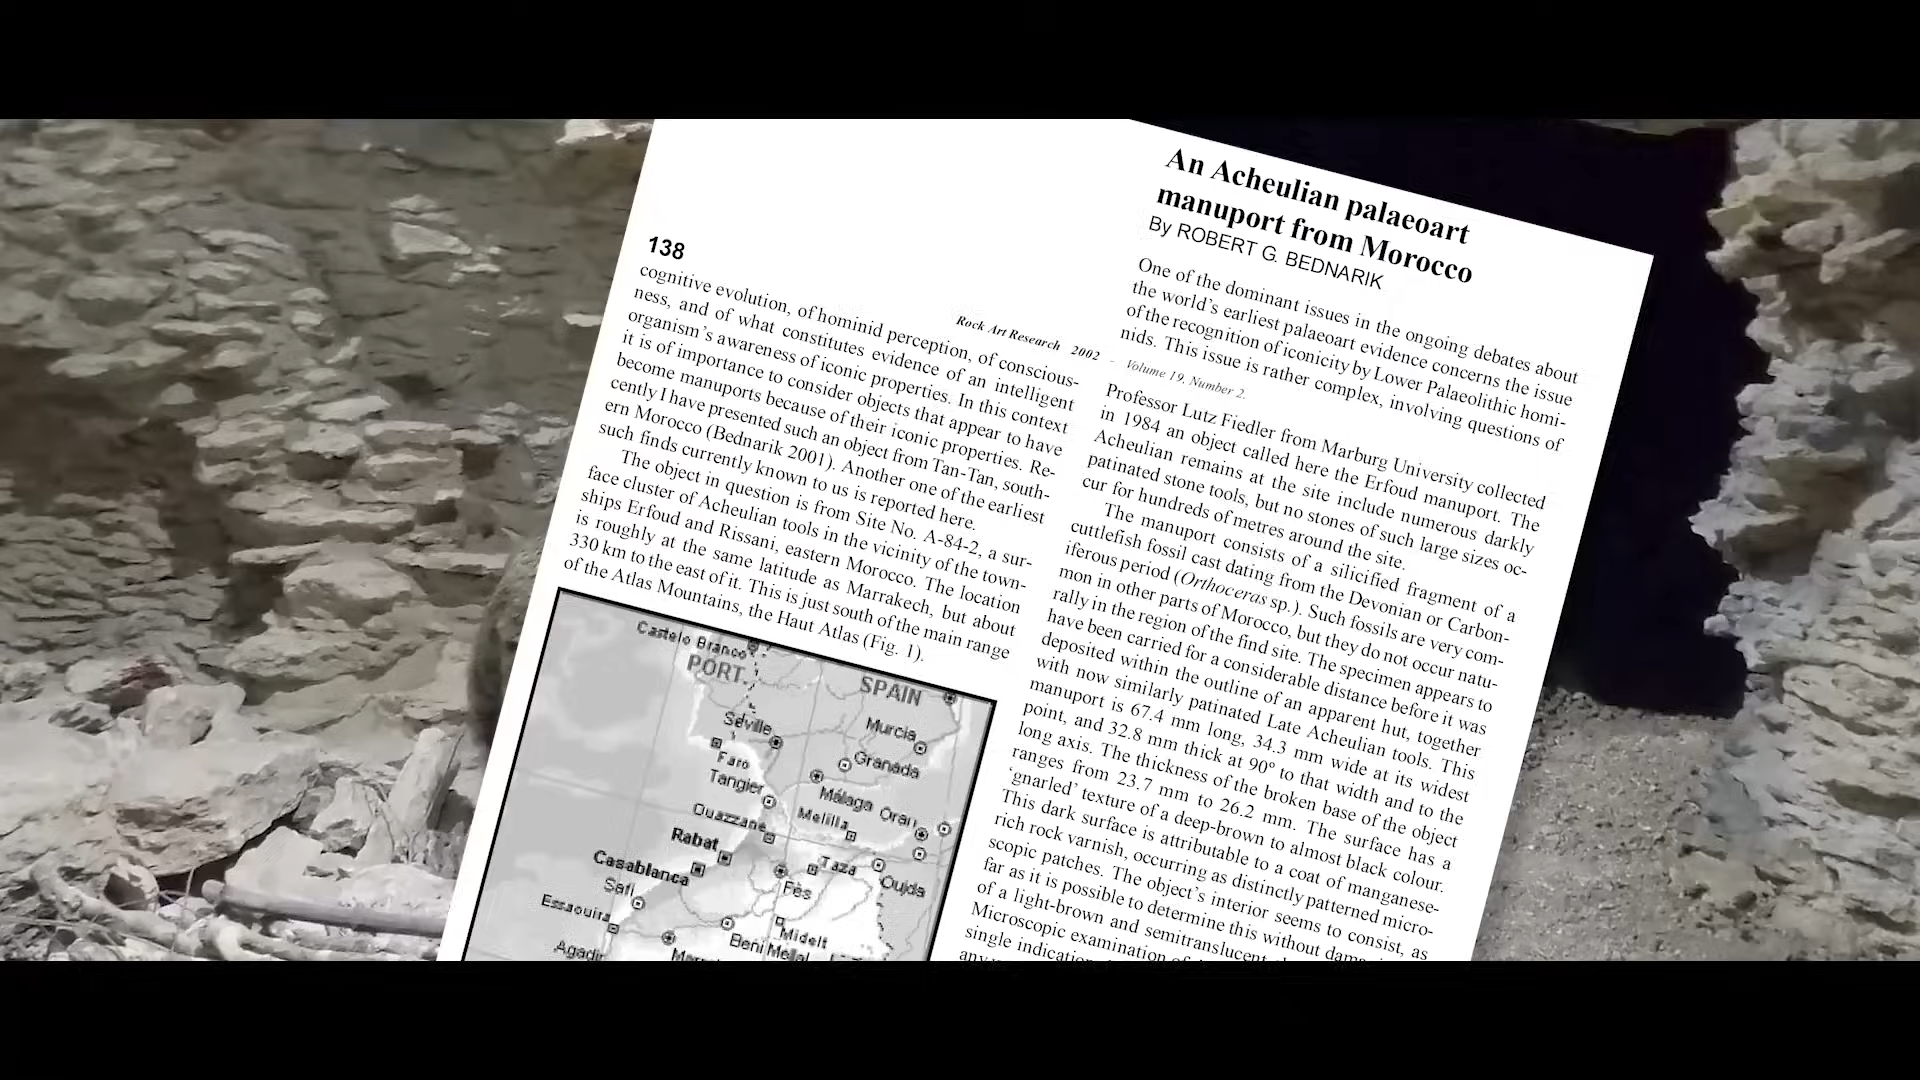 An Acheulian palaeoart
manuport from Morocco
By ROBERT G. BEDNARIK
One of the dominant issues in the ongoing debates about
the world's earliest palaeoart evidence concerns the issue
of the recognition of iconicity by Lower Palaeolithic homi-
nids. This issue is rather complex, involving questions of
138
Rock Art Research 2002 - Volume 19, Number 2.
cognitive evolution, of hominid perception, of conscious-
ness, and of what constitutes evidence of an intelligent
organism's awareness of iconic properties. In this context
it is of importance to consider objects that appear to have
become manuports because of their iconic properties. Re-
cently I have presented such an object from Tan-Tan, south-
ern Morocco (Bednarik 2001). Another one of the earliest
such finds currently known to us is reported here.
The object in question is from Site No. A-84-2, a sur-
face cluster of Acheulian tools in the vicinity of the town-
ships Erfoud and Rissani, eastern Morocco. The location
is roughly at the same latitude as Marrakech, but about
330 km to the east of it. This is just south of the main range
of the Atlas Mountains, the Haut Atlas (Fig. 1).
Castelo Branco
PORT.
SPAIN
Seville
Murcia
Faro
Granada
Tangier
Málaga
Oran
Ouazzane
Melilla
Rabat
Taza
Casablanca
Fès
Oujda
Safi
Essaouira
Midelt
Beni Mellal
Agadir
Professor Lutz Fiedler from Marburg University collected
in 1984 an object called here the Erfoud manuport. The
Acheulian remains at the site include numerous darkly
patinated stone tools, but no stones of such large sizes oc-
cur for hundreds of metres around the site.
The manuport consists of a silicified fragment of a
cuttlefish fossil cast dating from the Devonian or Carbon-
iferous period (Orthoceras sp.). Such fossils are very com-
mon in other parts of Morocco, but they do not occur natu-
rally in the region of the find site. The specimen appears to
have been carried for a considerable distance before it was
deposited within the outline of an apparent hut, together
with now similarly patinated Late Acheulian tools. This
manuport is 67.4 mm long, 34.3 mm wide at its widest
point, and 32.8 mm thick at 90° to that width and to the
long axis. The thickness of the broken base of the object
ranges from 23.7 mm to 26.2 mm. The surface has a
'gnarled' texture of a deep-brown to almost black colour.
This dark surface is attributable to a coat of manganese-
rich rock varnish, occurring as distinctly patterned micro-
scopic patches. The object's interior seems to consist, as
far as it is possible to determine this without
of a light-brown and semitranslucent
Microscopic examination of
single